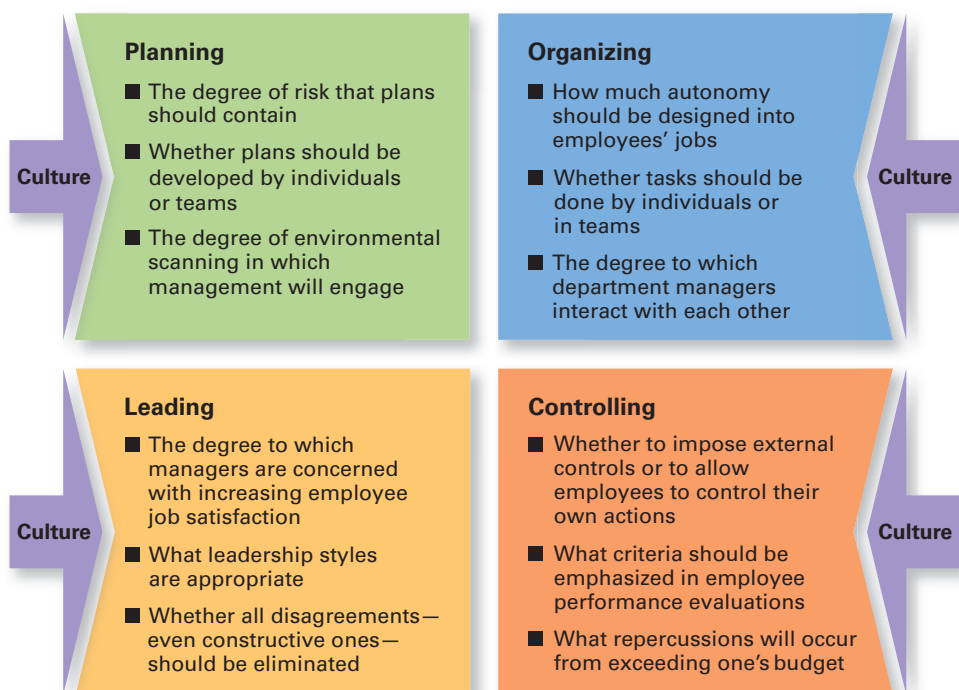 Planning
■ The degree of risk that plans
should contain
■ Whether plans should be
developed by individuals
or teams
■ The degree of environmental
scanning in which
management will engage
Culture
Organizing
■ How much autonomy
should be designed into
employees’ jobs
■ Whether tasks should be
done by individuals or
in teams
■ The degree to which
department managers
interact with each other
Culture
Leading
■ The degree to which
managers are concerned
with increasing employee
job satisfaction
■ What leadership styles
are appropriate
■ Whether all disagreements—
even constructive ones—
should be eliminated
Culture
Controlling
■ Whether to impose external
controls or to allow
employees to control their
own actions
■ What criteria should be
emphasized in employee
performance evaluations
■ What repercussions will occur
from exceeding one’s budget
Culture